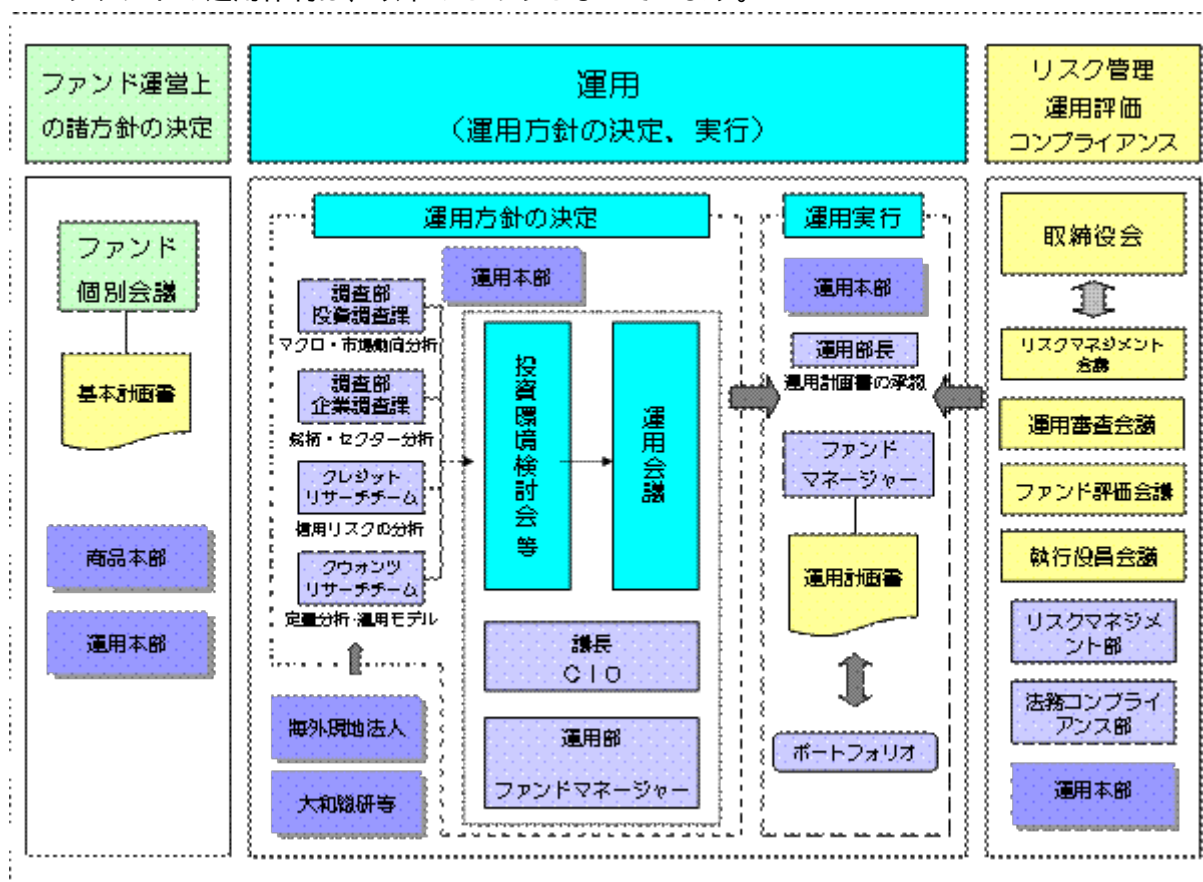 ファンド運営上
の諸方針の決定
運用
(運用方針の決定、実行)
リスク管理
運用評価
コンプライアンス
ファンド
個別会議
基本計画書
商品本部
運用本部
運用方針の決定
運用本部
調査部
投資調査課
マクロ・市場動向分析
調査部
企業調査課
銘柄・セクター分析
クレジット
リサーチチーム
信用リスクの分析
クウォンツ
リサーチチーム
定量分析・運用モデル
海外現地法人
大和総研等
投資環境検討会等
運用会議
議長
CIO
運用部
ファンドマネージャー
運用実行
運用本部
運用部長
運用計画書の承認
ファンド
マネージャー
運用計画書
ポートフォリオ
取締役会
リスクマネジメント
会議
運用審査会議
ファンド評価会議
執行役員会議
リスクマネジメ
ント部
法務コンプライ
アンス部
運用本部